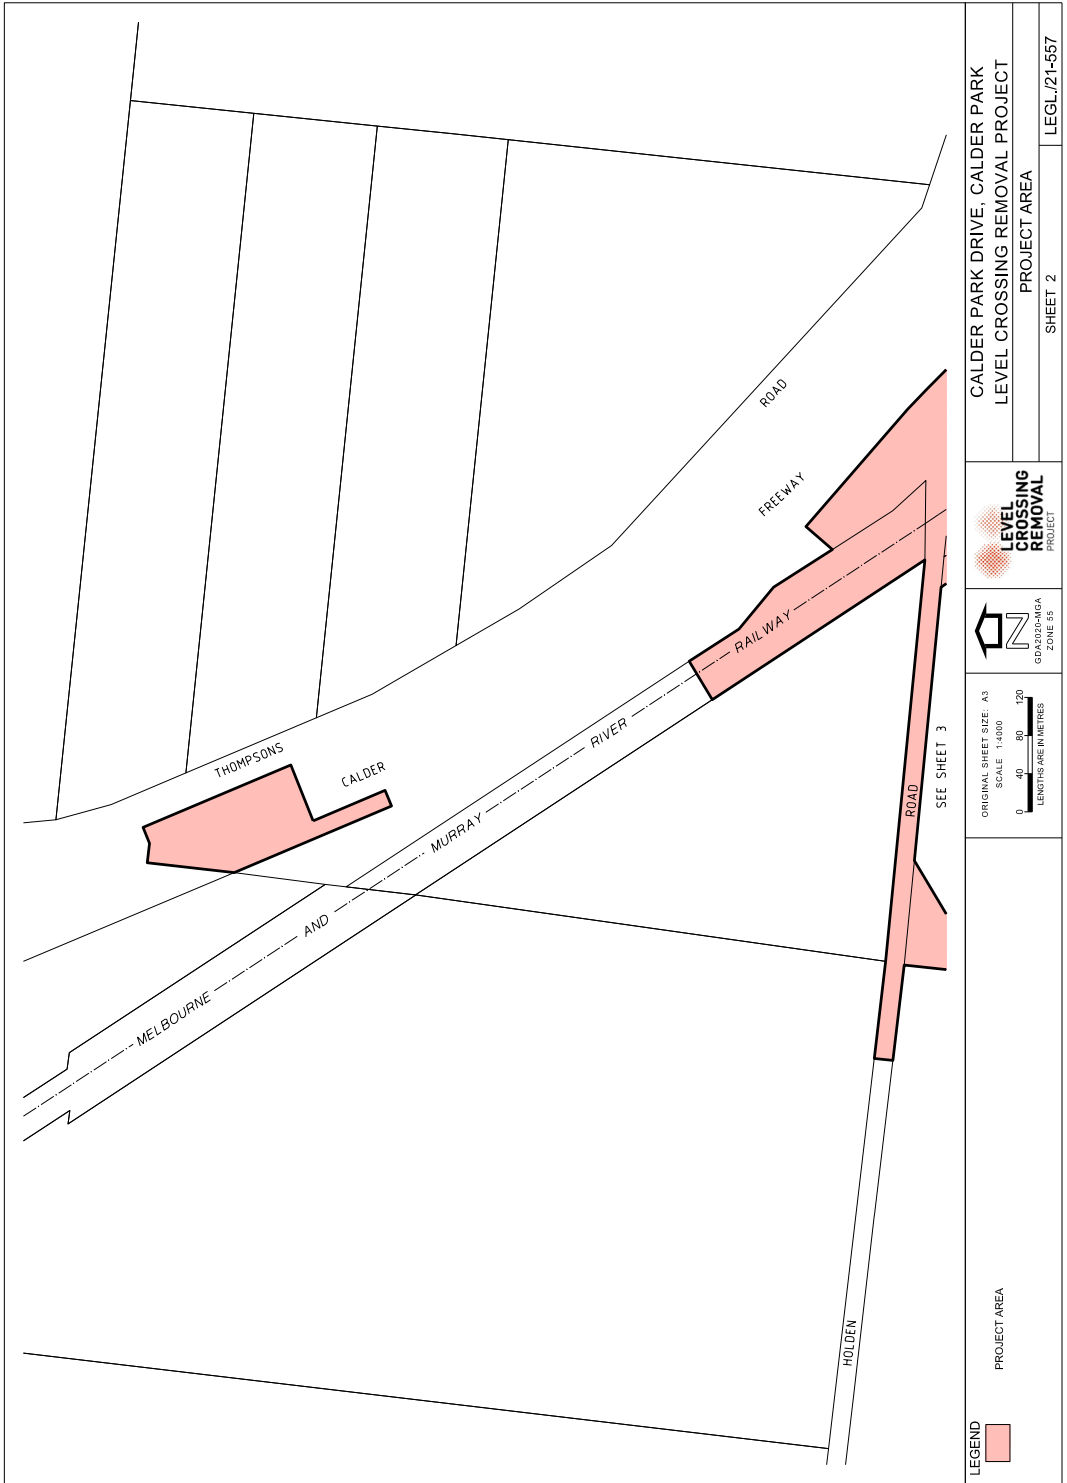 THOMPSONS
ROAD
CALDER
FREEWAY
MELBOURNE AND MURRAY RIVER RAILWAY
HOLDEN
ROAD
SEE SHEET 3
LEGEND
PROJECT AREA
ORIGINAL SHEET SIZE: A3
SCALE 1:4000
0 40 80 120
LENGTHS ARE IN METRES
N
GDA2020-MGA
ZONE 55
LEVEL
CROSSING
REMOVAL
PROJECT
CALDER PARK DRIVE, CALDER PARK
LEVEL CROSSING REMOVAL PROJECT
PROJECT AREA
SHEET 2
LEGL./21-557